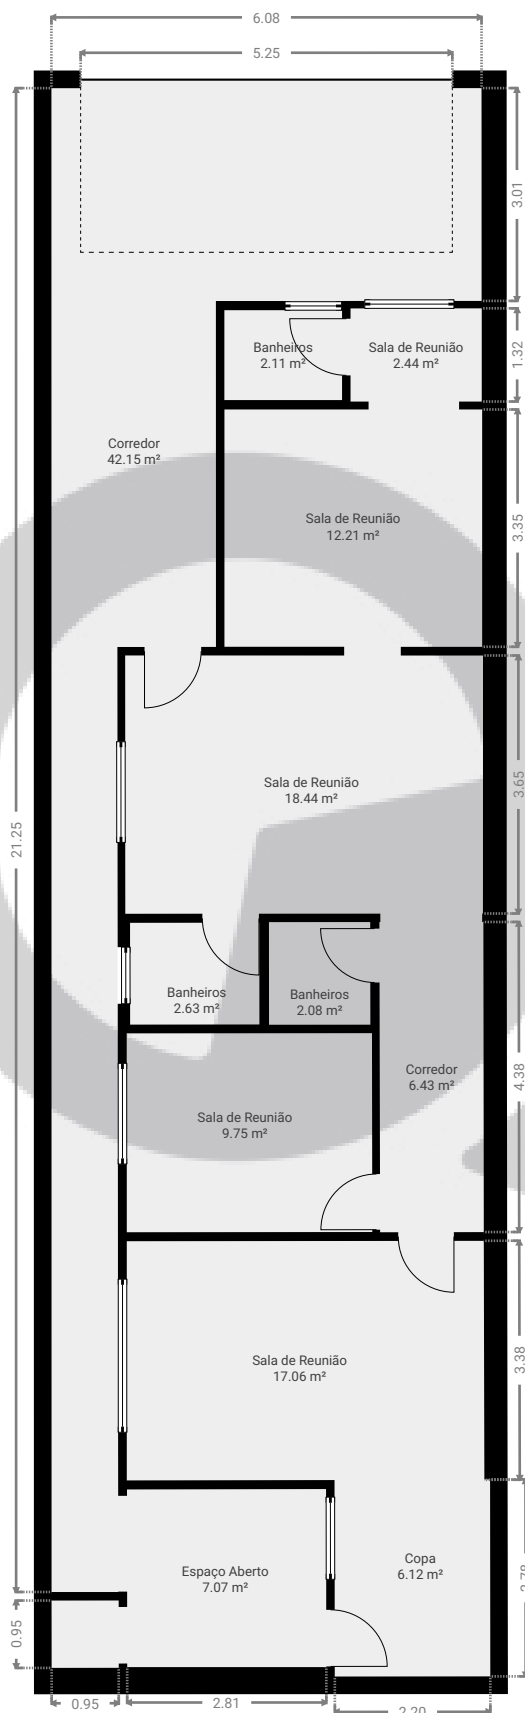 6.08
5.25
3.01
Banheiros
2.11 m²
Sala de Reunião
2.44 m²
1.32
Corredor
42.15 m²
Sala de Reunião
12.21 m²
3.35
Sala de Reunião
18.44 m²
3.65
21.25
Banheiros
2.63 m²
Banheiros
2.08 m²
Corredor
6.43 m²
4.38
Sala de Reunião
9.75 m²
Sala de Reunião
17.06 m²
3.38
Espaço Aberto
7.07 m²
Copa
6.12 m²
0.95
0.95
2.81